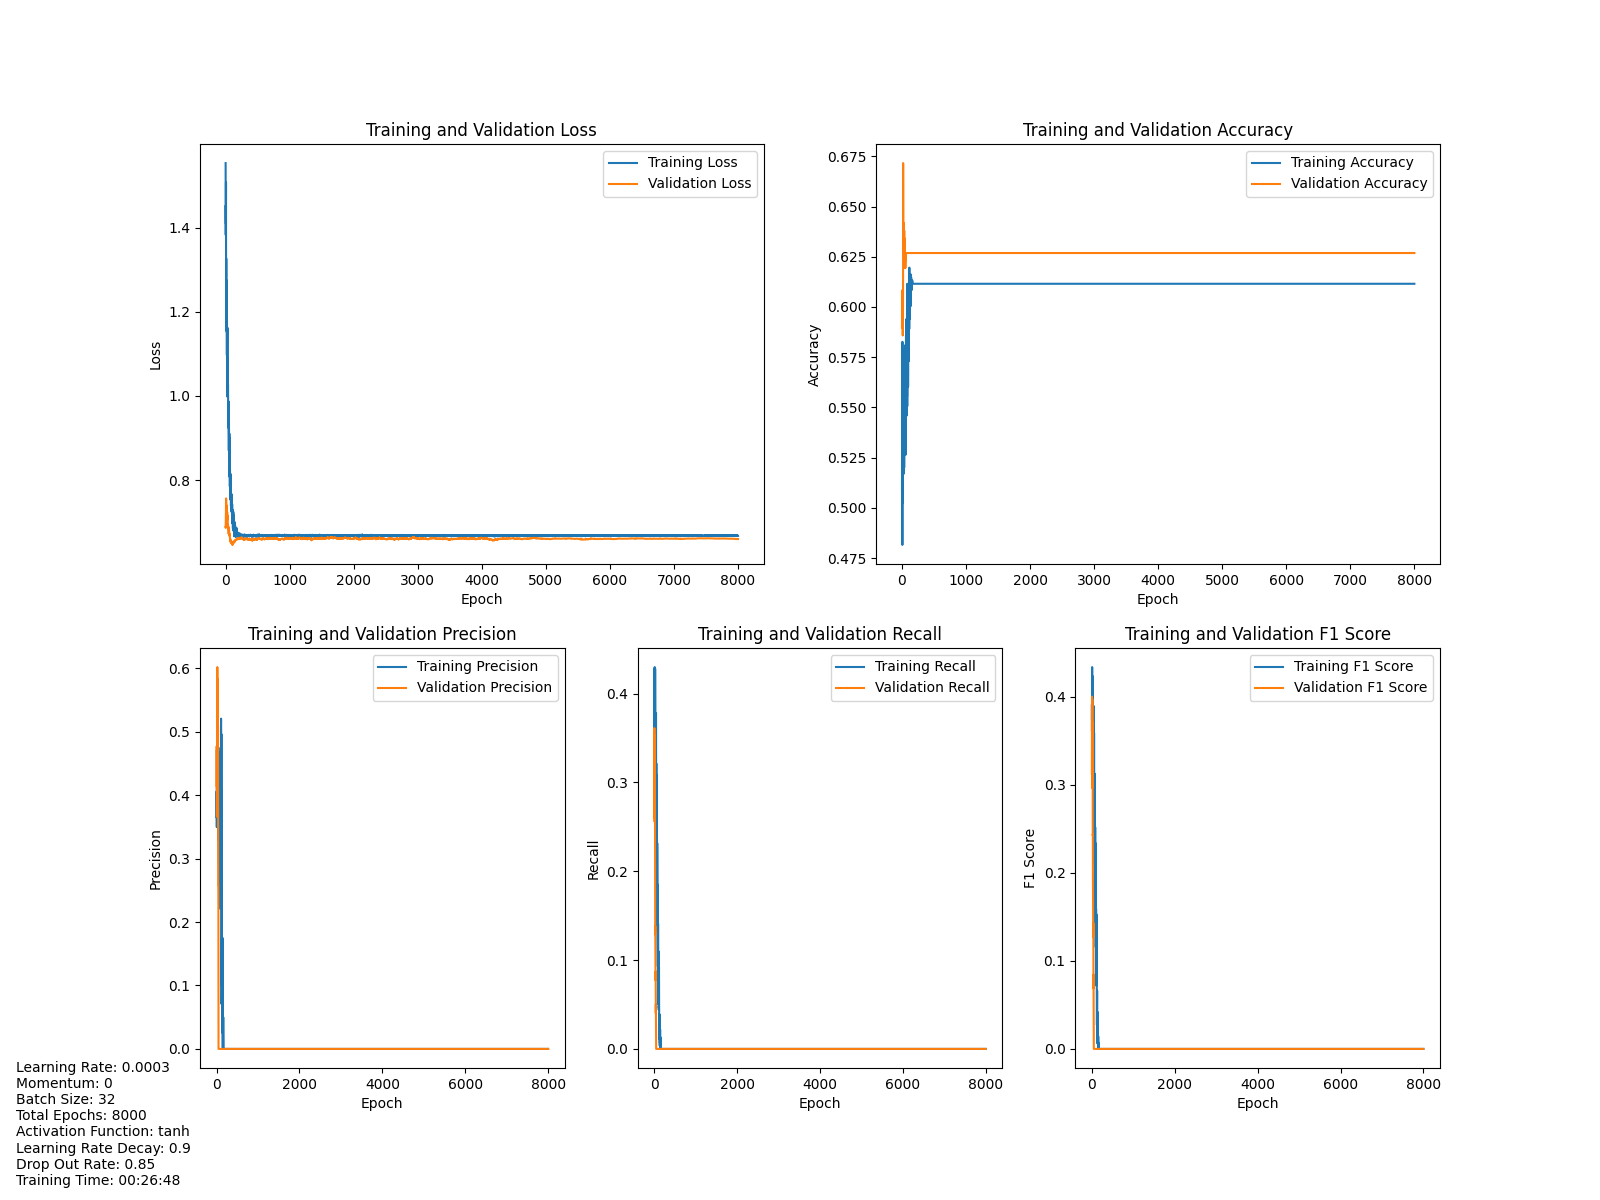 Training and Validation Loss
Training Loss
Validation Loss
1.4
1.2
1.0
0.8
Loss
0 1000 2000 3000 4000 5000 6000 7000 8000
Epoch
Training and Validation Accuracy
Training Accuracy
Validation Accuracy
0.675
0.650
0.625
0.600
0.575
0.550
0.525
0.500
0.475
Accuracy
0 1000 2000 3000 4000 5000 6000 7000 8000
Epoch
Training and Validation Precision
Training Precision
Validation Precision
0.6
0.5
0.4
0.3
0.2
0.1
0.0
Precision
0 2000 4000 6000 8000
Epoch
Training and Validation Recall
Training Recall
Validation Recall
0.4
0.3
0.2
0.1
0.0
Recall
0 2000 4000 6000 8000
Epoch
Training and Validation F1 Score
Training F1 Score
Validation F1 Score
0.4
0.3
0.2
0.1
0.0
F1 Score
0 2000 4000 6000 8000
Epoch
Learning Rate: 0.0003
Momentum: 0
Batch Size: 32
Total Epochs: 8000
Activation Function: tanh
Learning Rate Decay: 0.9
Drop Out Rate: 0.85
Training Time: 00:26:48